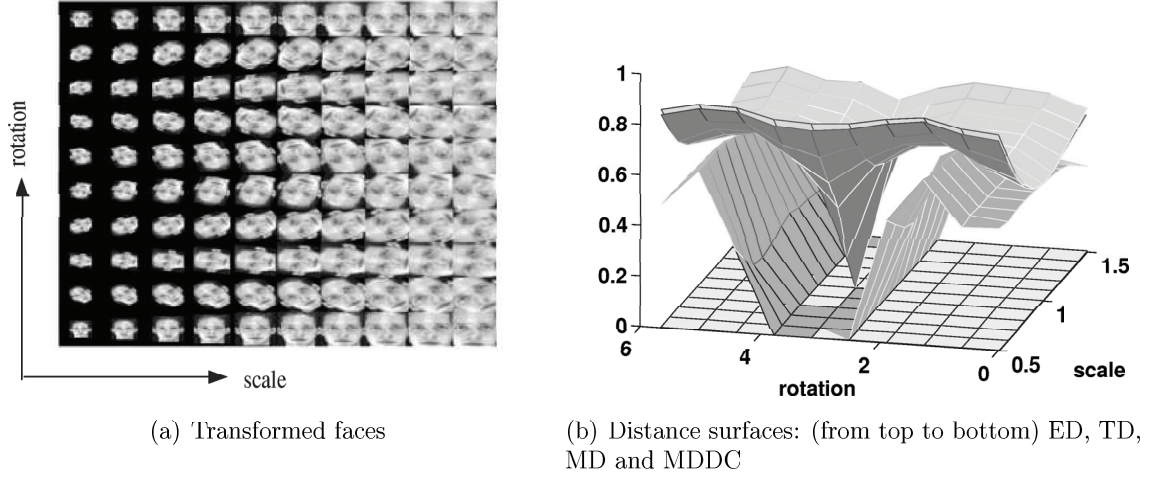 rotation
scale
(a) Transformed faces
1
0.8
0.6
0.4
0.2
0
6
4
2
0
rotation
0.5
1
1.5
scale
(b) Distance surfaces: (from top to bottom) ED, TD,
MD and MDDC